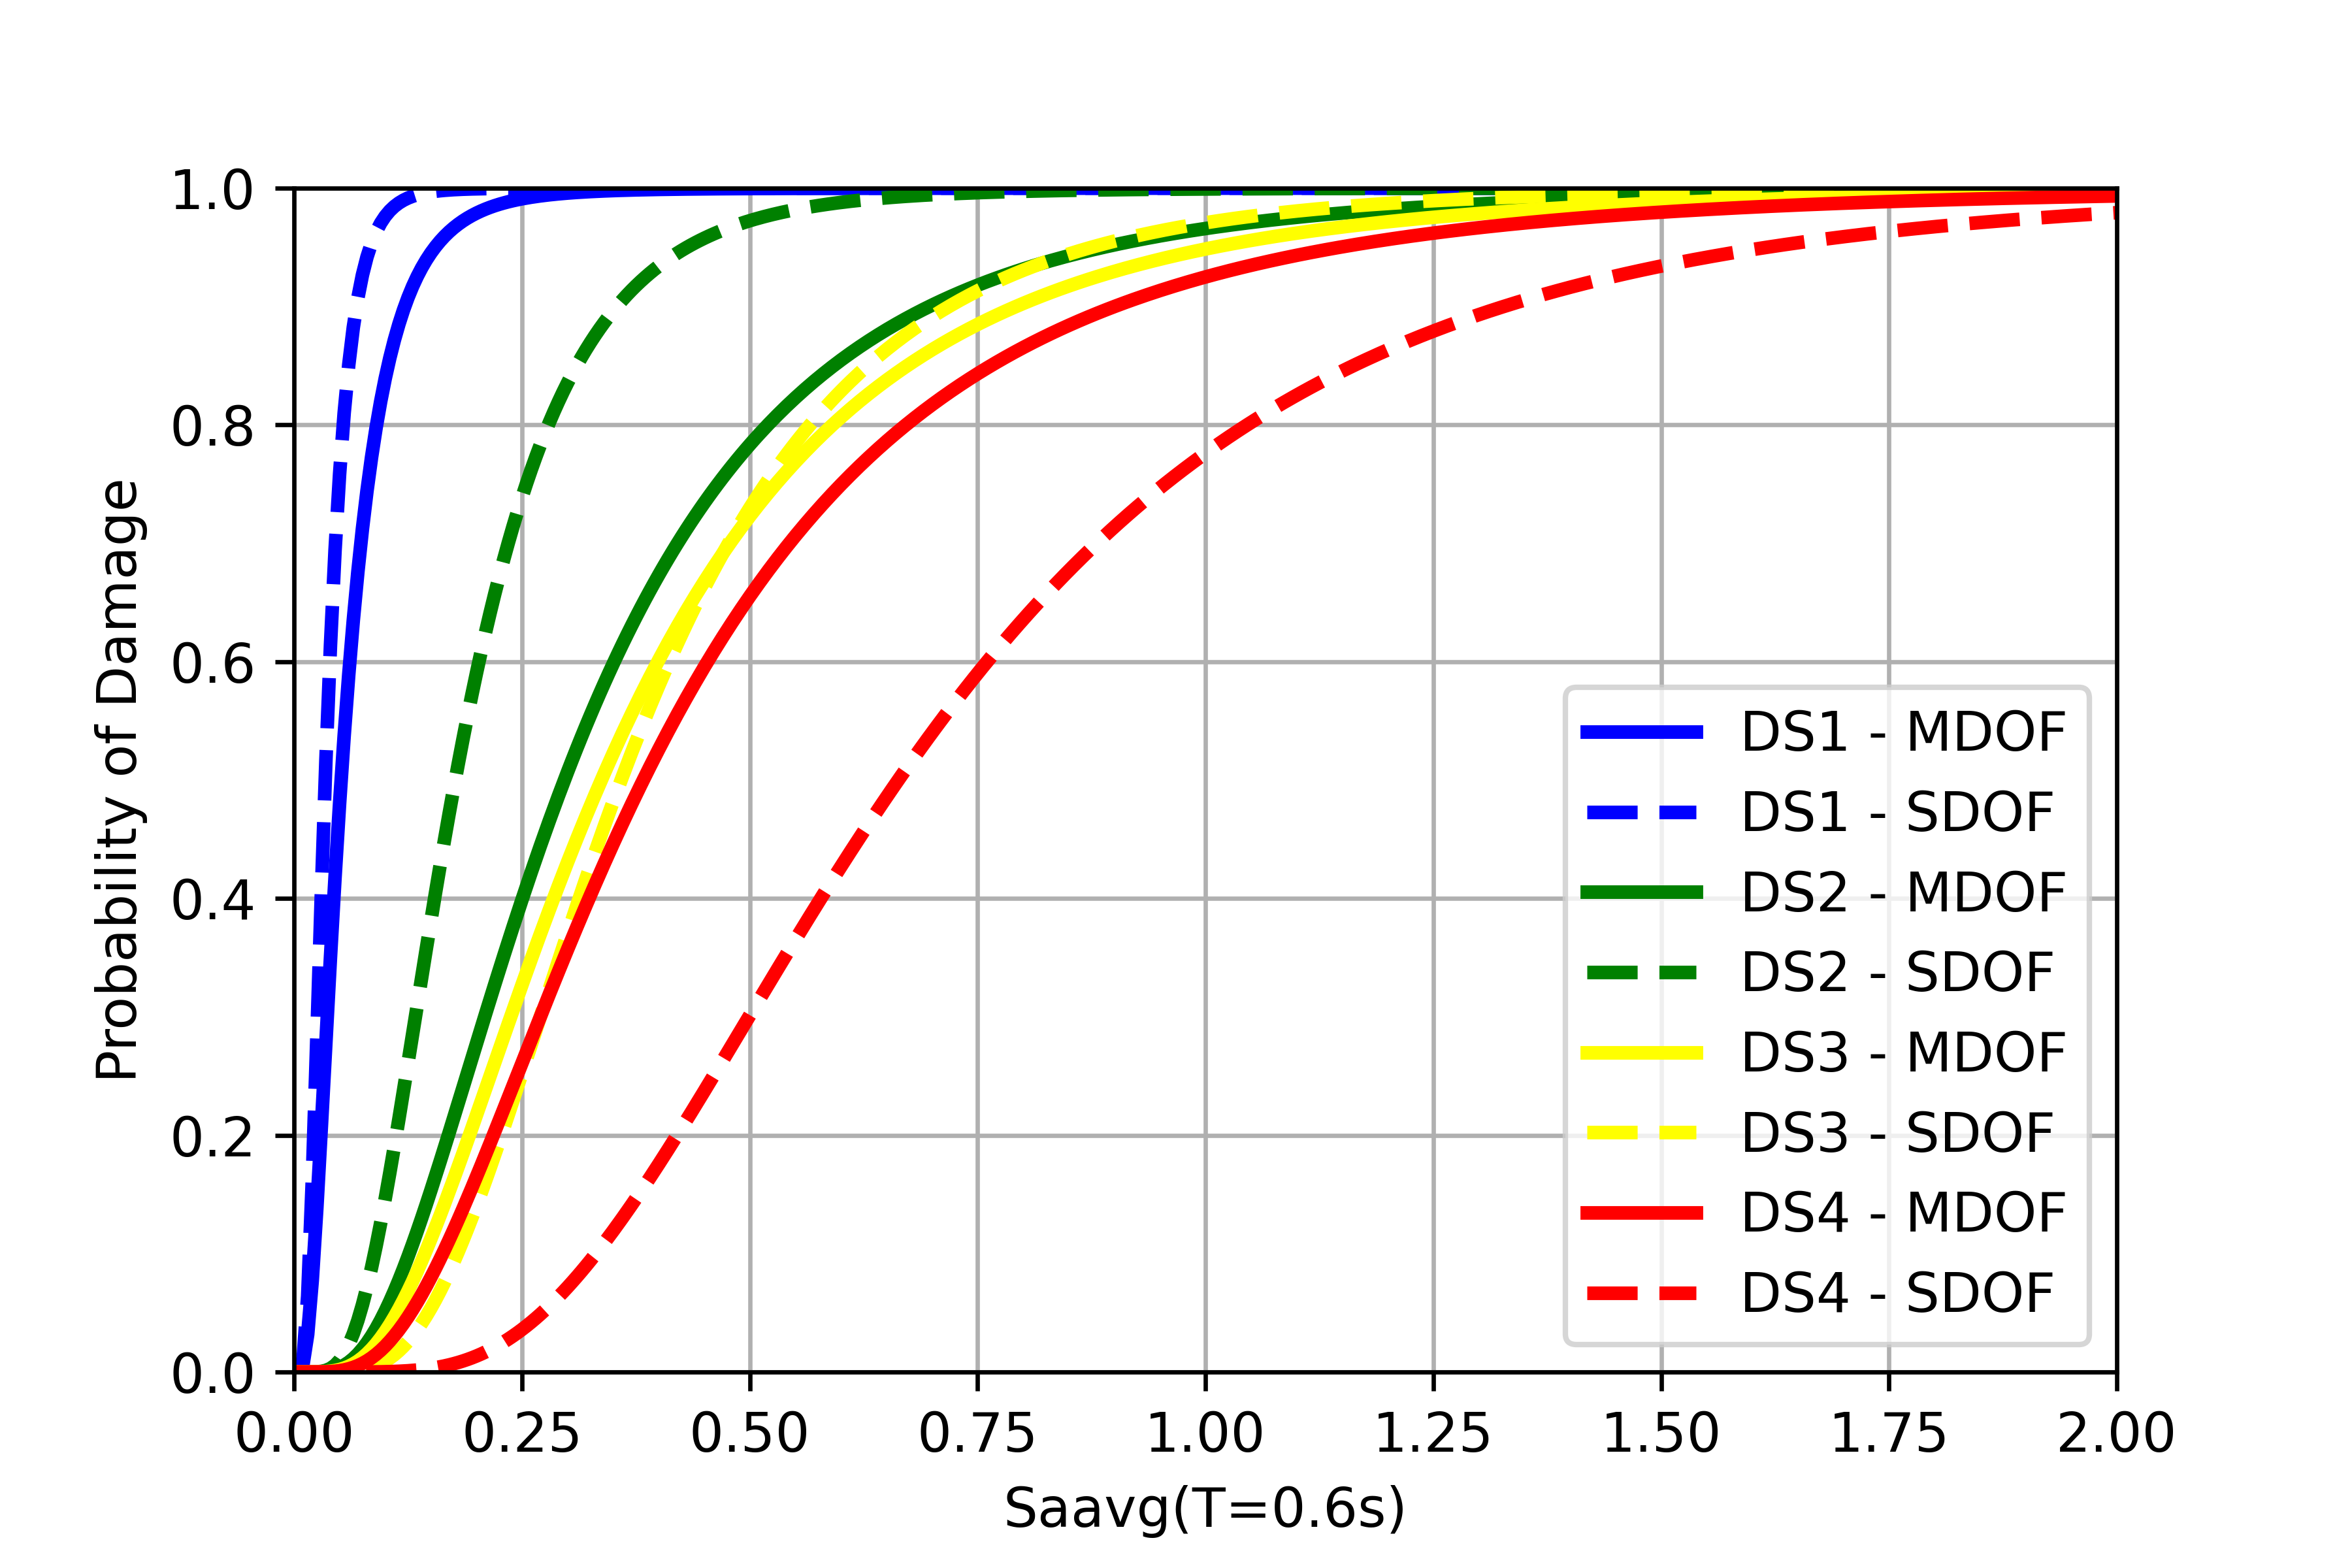 1.0
0.8
0.6
0.4
0.2
0.0
Probability of Damage
0.00 0.25 0.50 0.75 1.00 1.25 1.50 1.75 2.00
Saavg(T=0.6s)
DS1 - MDOF
DS1 - SDOF
DS2 - MDOF
DS2 - SDOF
DS3 - MDOF
DS3 - SDOF
DS4 - MDOF
DS4 - SDOF